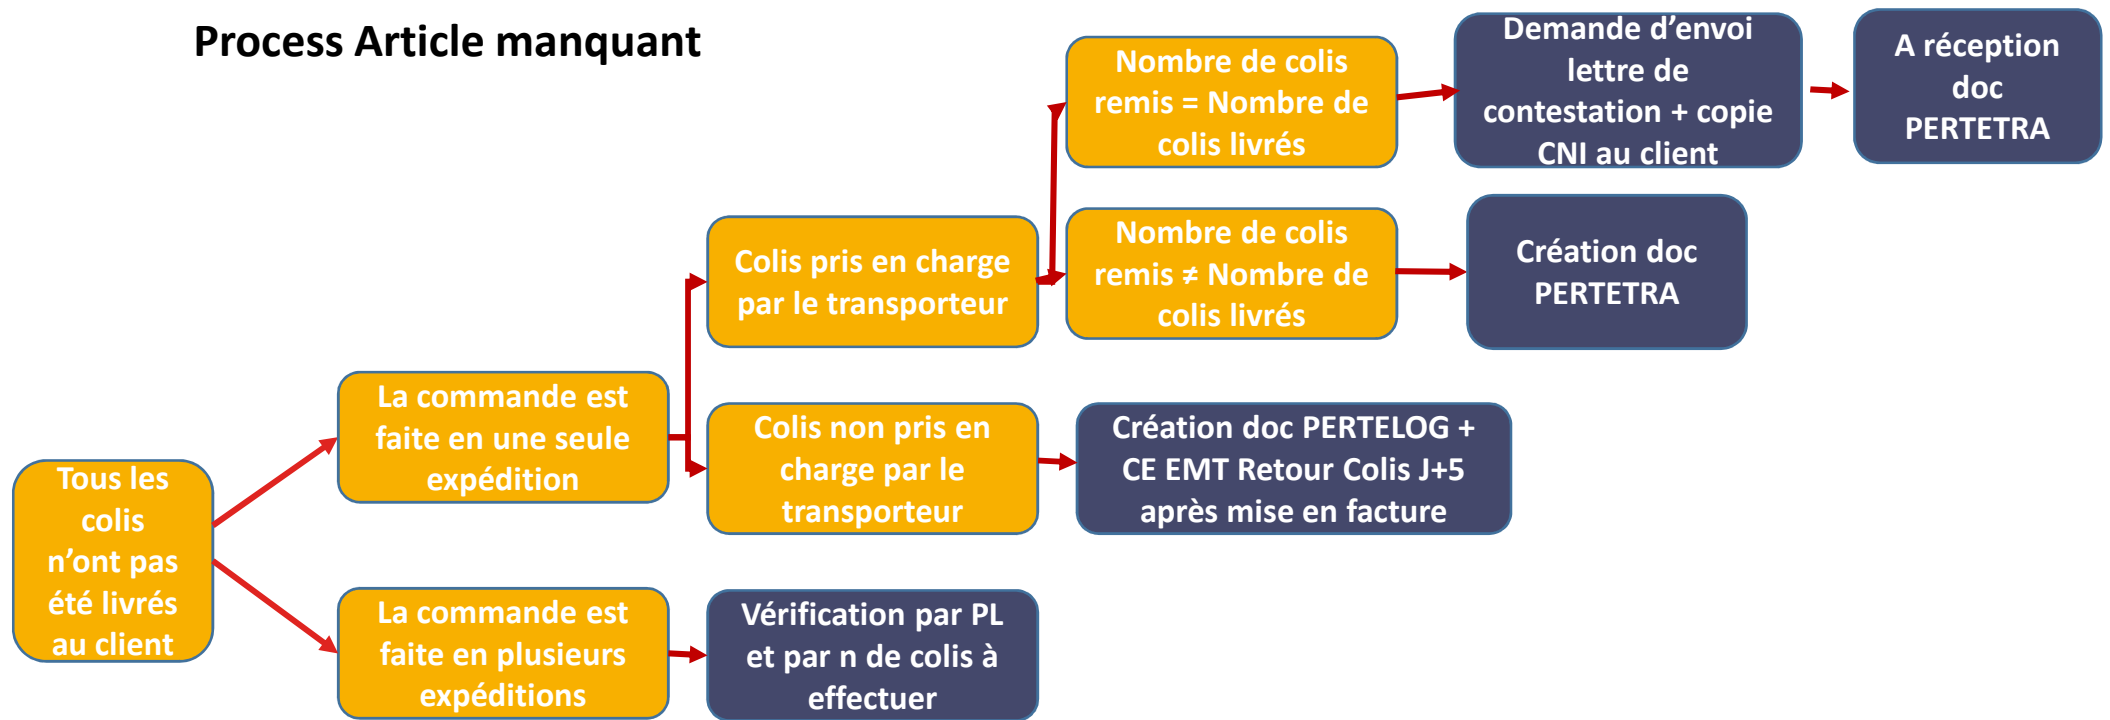 Process Article manquant
Tous les
colis
n’ont pas
été livrés
au client
La commande est
faite en une seule
expédition
La commande est
faite en plusieurs
expéditions
Colis pris en charge
par le transporteur
Colis non pris en
charge par le
transporteur
Vérification par PL
et par n de colis à
effectuer
Nombre de colis
remis = Nombre de
colis livrés
Nombre de colis
remis ≠ Nombre de
colis livrés
Création doc PERTELOG +
CE EMT Retour Colis J+5
après mise en facture
Demande d’envoi
lettre de
contestation + copie
CNI au client
Création doc
PERTETRA
A réception
doc
PERTETRA